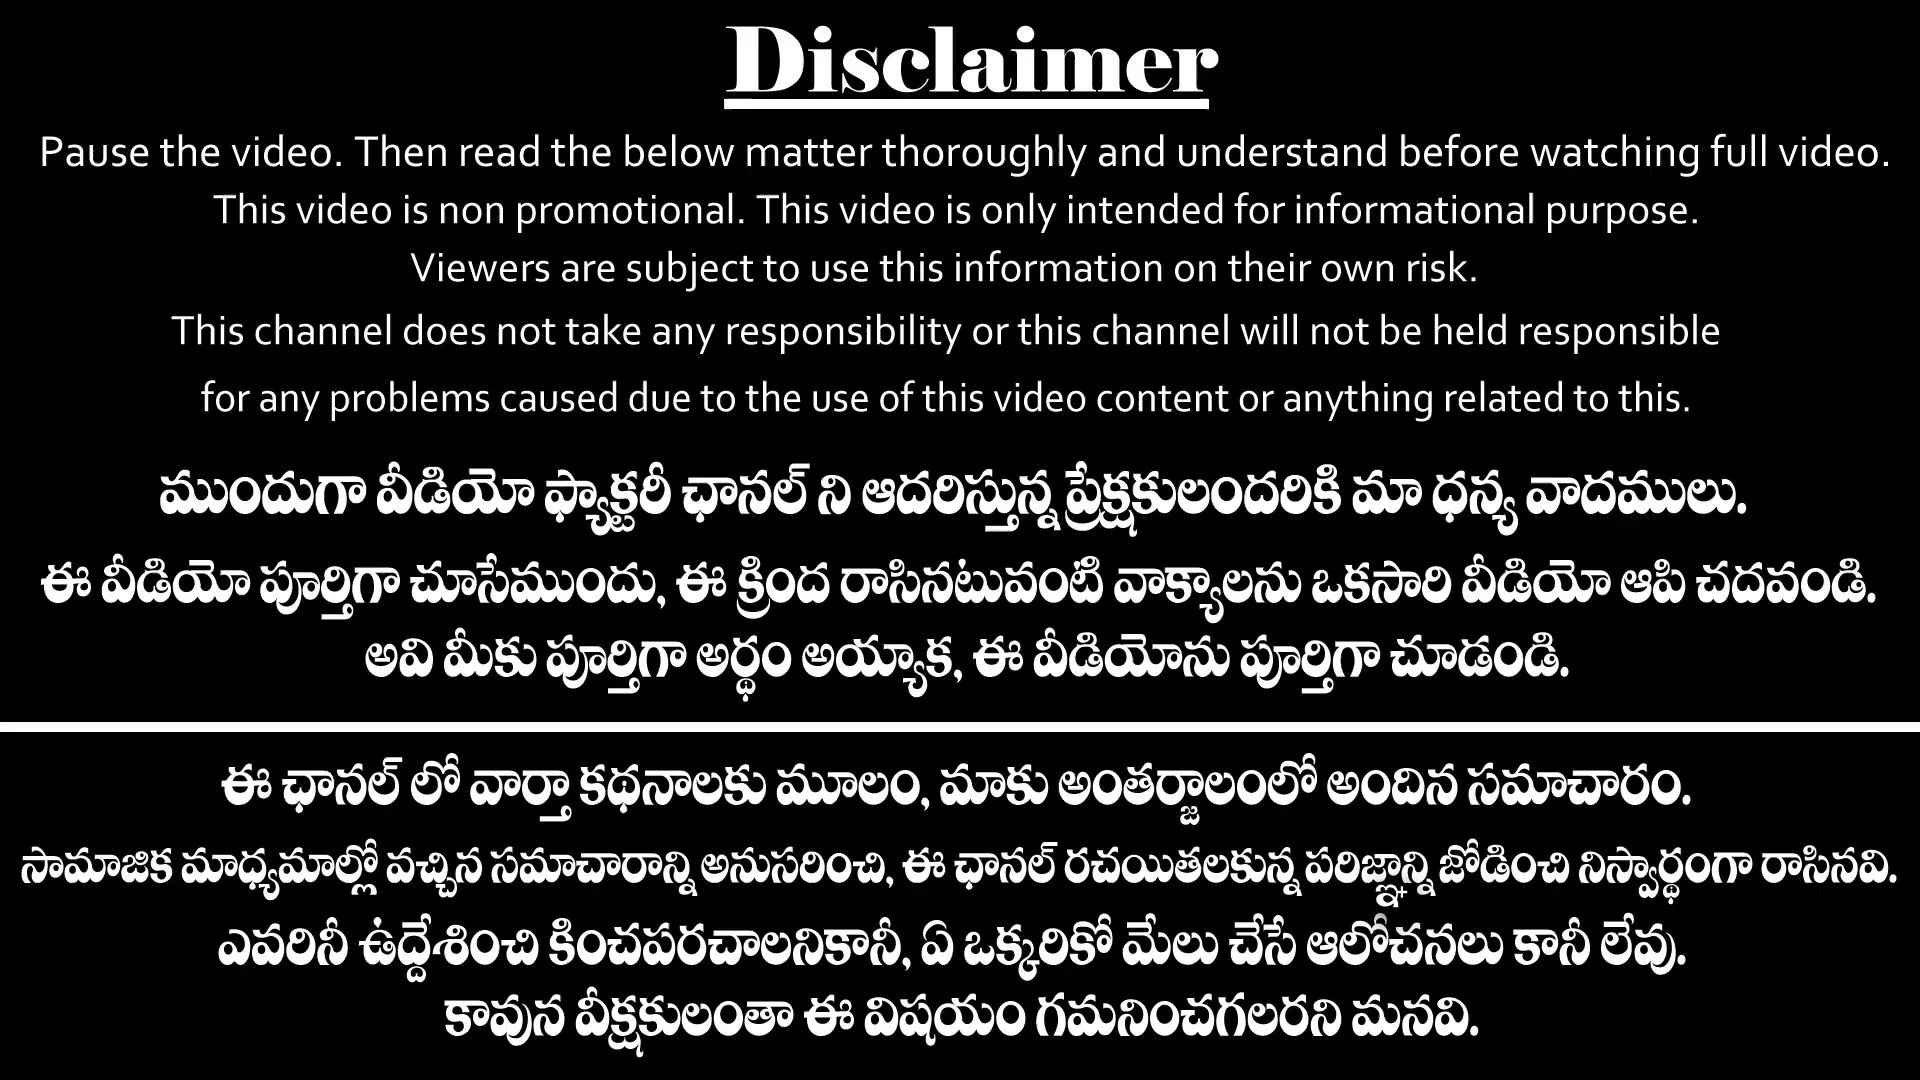 Disclaimer
Pause the video. Then read the below matter thoroughly and understand before watching full video.
This video is non promotional. This video is only intended for informational purpose.
Viewers are subject to use this information on their own risk.
This channel does not take any responsibility or this channel will not be held responsible
for any problems caused due to the use of this video content or anything related to this.
ముందుగా వీడియో ఫ్యాక్టరీ ఛానల్ ని ఆదరిస్తున్న ప్రేక్షకులందరికి మా ధన్య వాదములు.
ఈ వీడియో పూర్తిగా చూసేముందు, ఈ క్రింద రాసినటువంటి వాక్యాలను ఒకసారి వీడియో ఆపి చదవండి.
అవి మీకు పూర్తిగా అర్థం అయ్యాక, ఈ వీడియోను పూర్తిగా చూడండి.
ఈ ఛానల్ లో వార్తా కథనాలకు మూలం, మాకు అంతర్జాలంలో అందిన సమాచారం.
సామాజిక మాధ్యమాల్లో వచ్చిన సమాచారాన్ని అనుసరించి, ఈ ఛానల్ రచయితలకున్న పరిజ్ఞాన్ని జోడించి నిస్వార్థంగా రాసినవి.
ఎవరినీ ఉద్దేశించి కించపరచాలనికానీ, ఏ ఒక్కరికో మేలు చేసే ఆలోచనలు కానీ లేవు.
కావున వీక్షకులంతా ఈ విషయం గమనించగలరని మనవి.